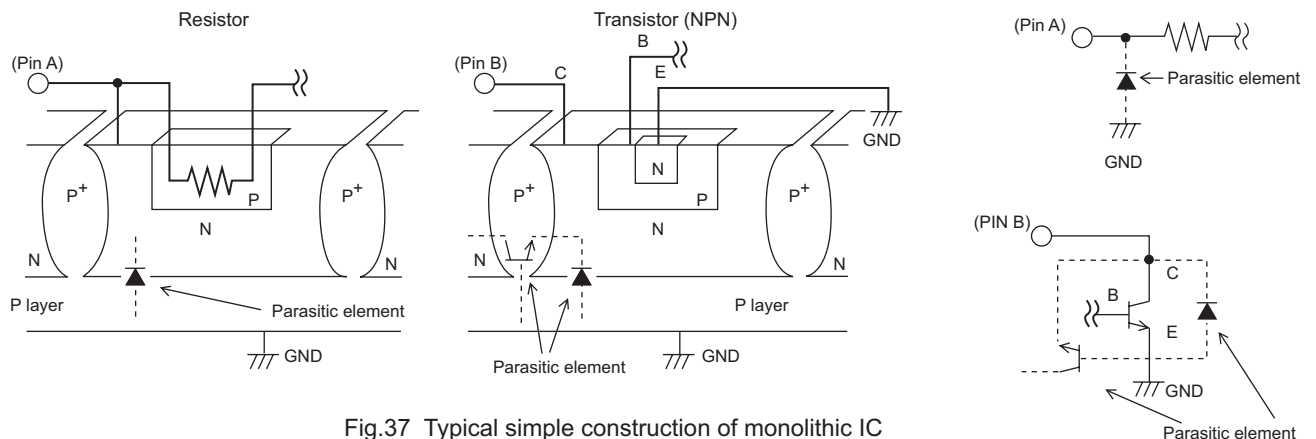 Resistor
(Pin A)
P+
P+
P
N
N
N
P layer
Parasitic element
GND
Transistor (NPN)
(Pin B)
C
B
E
GND
P+
P+
N
P
N
N
N
P layer
Parasitic element
GND
(Pin A)
Parasitic element
GND
(PIN B)
C
B
E
GND
Parasitic element
Fig.37 Typical simple construction of monolithic IC